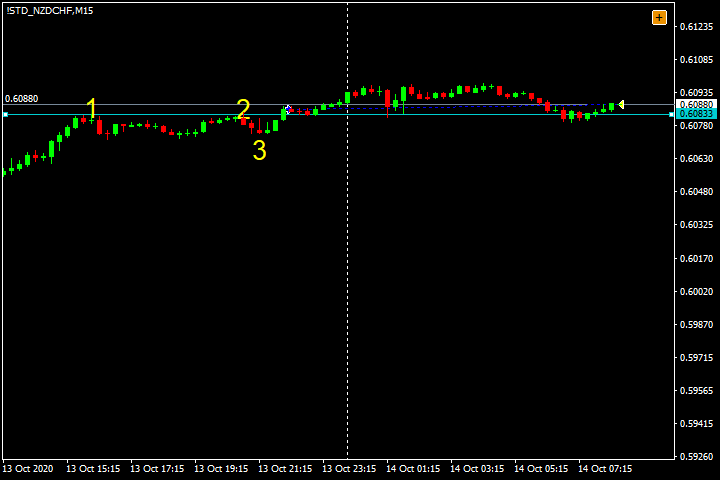 !STD_NZDCHF,M15
+
0.61235
0.61085
0.60935
0.60880
0.60880
0.60833
0.60780
0.60630
0.60480
0.60325
0.60170
0.60020
0.59870
0.59715
0.59565
0.59415
0.59260
1
2
3
13 Oct 2020
13 Oct 15:15
13 Oct 17:15
13 Oct 19:15
13 Oct 21:15
13 Oct 23:15
14 Oct 01:15
14 Oct 03:15
14 Oct 05:15
14 Oct 07:15